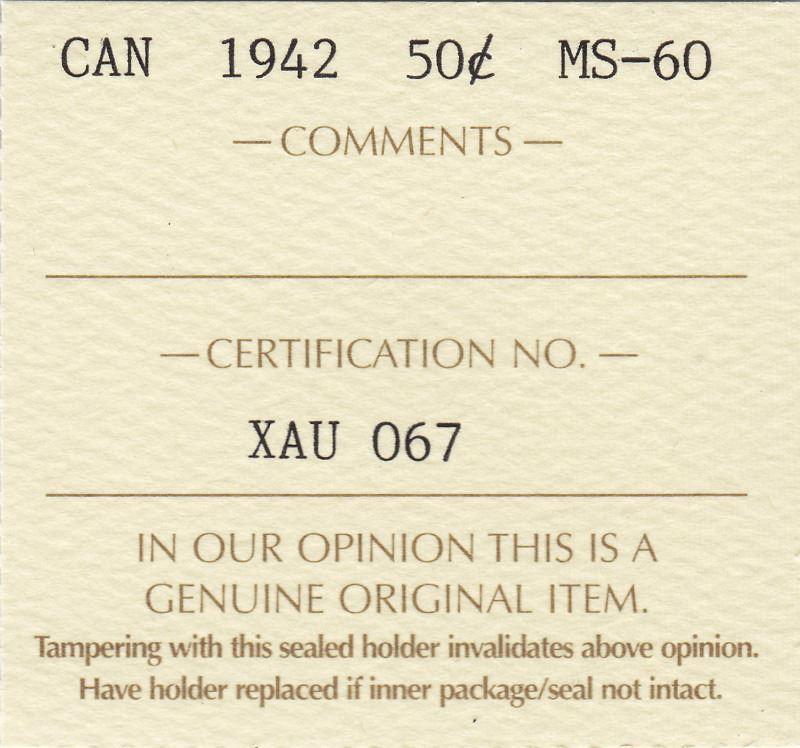 CAN 1942 50¢ MS-60
— COMMENTS —
— CERTIFICATION NO. —
XAU 067
IN OUR OPINION THIS IS A
GENUINE ORIGINAL ITEM.
Tampering with this sealed holder invalidates above opinion.
Have holder replaced if inner package/seal not intact.